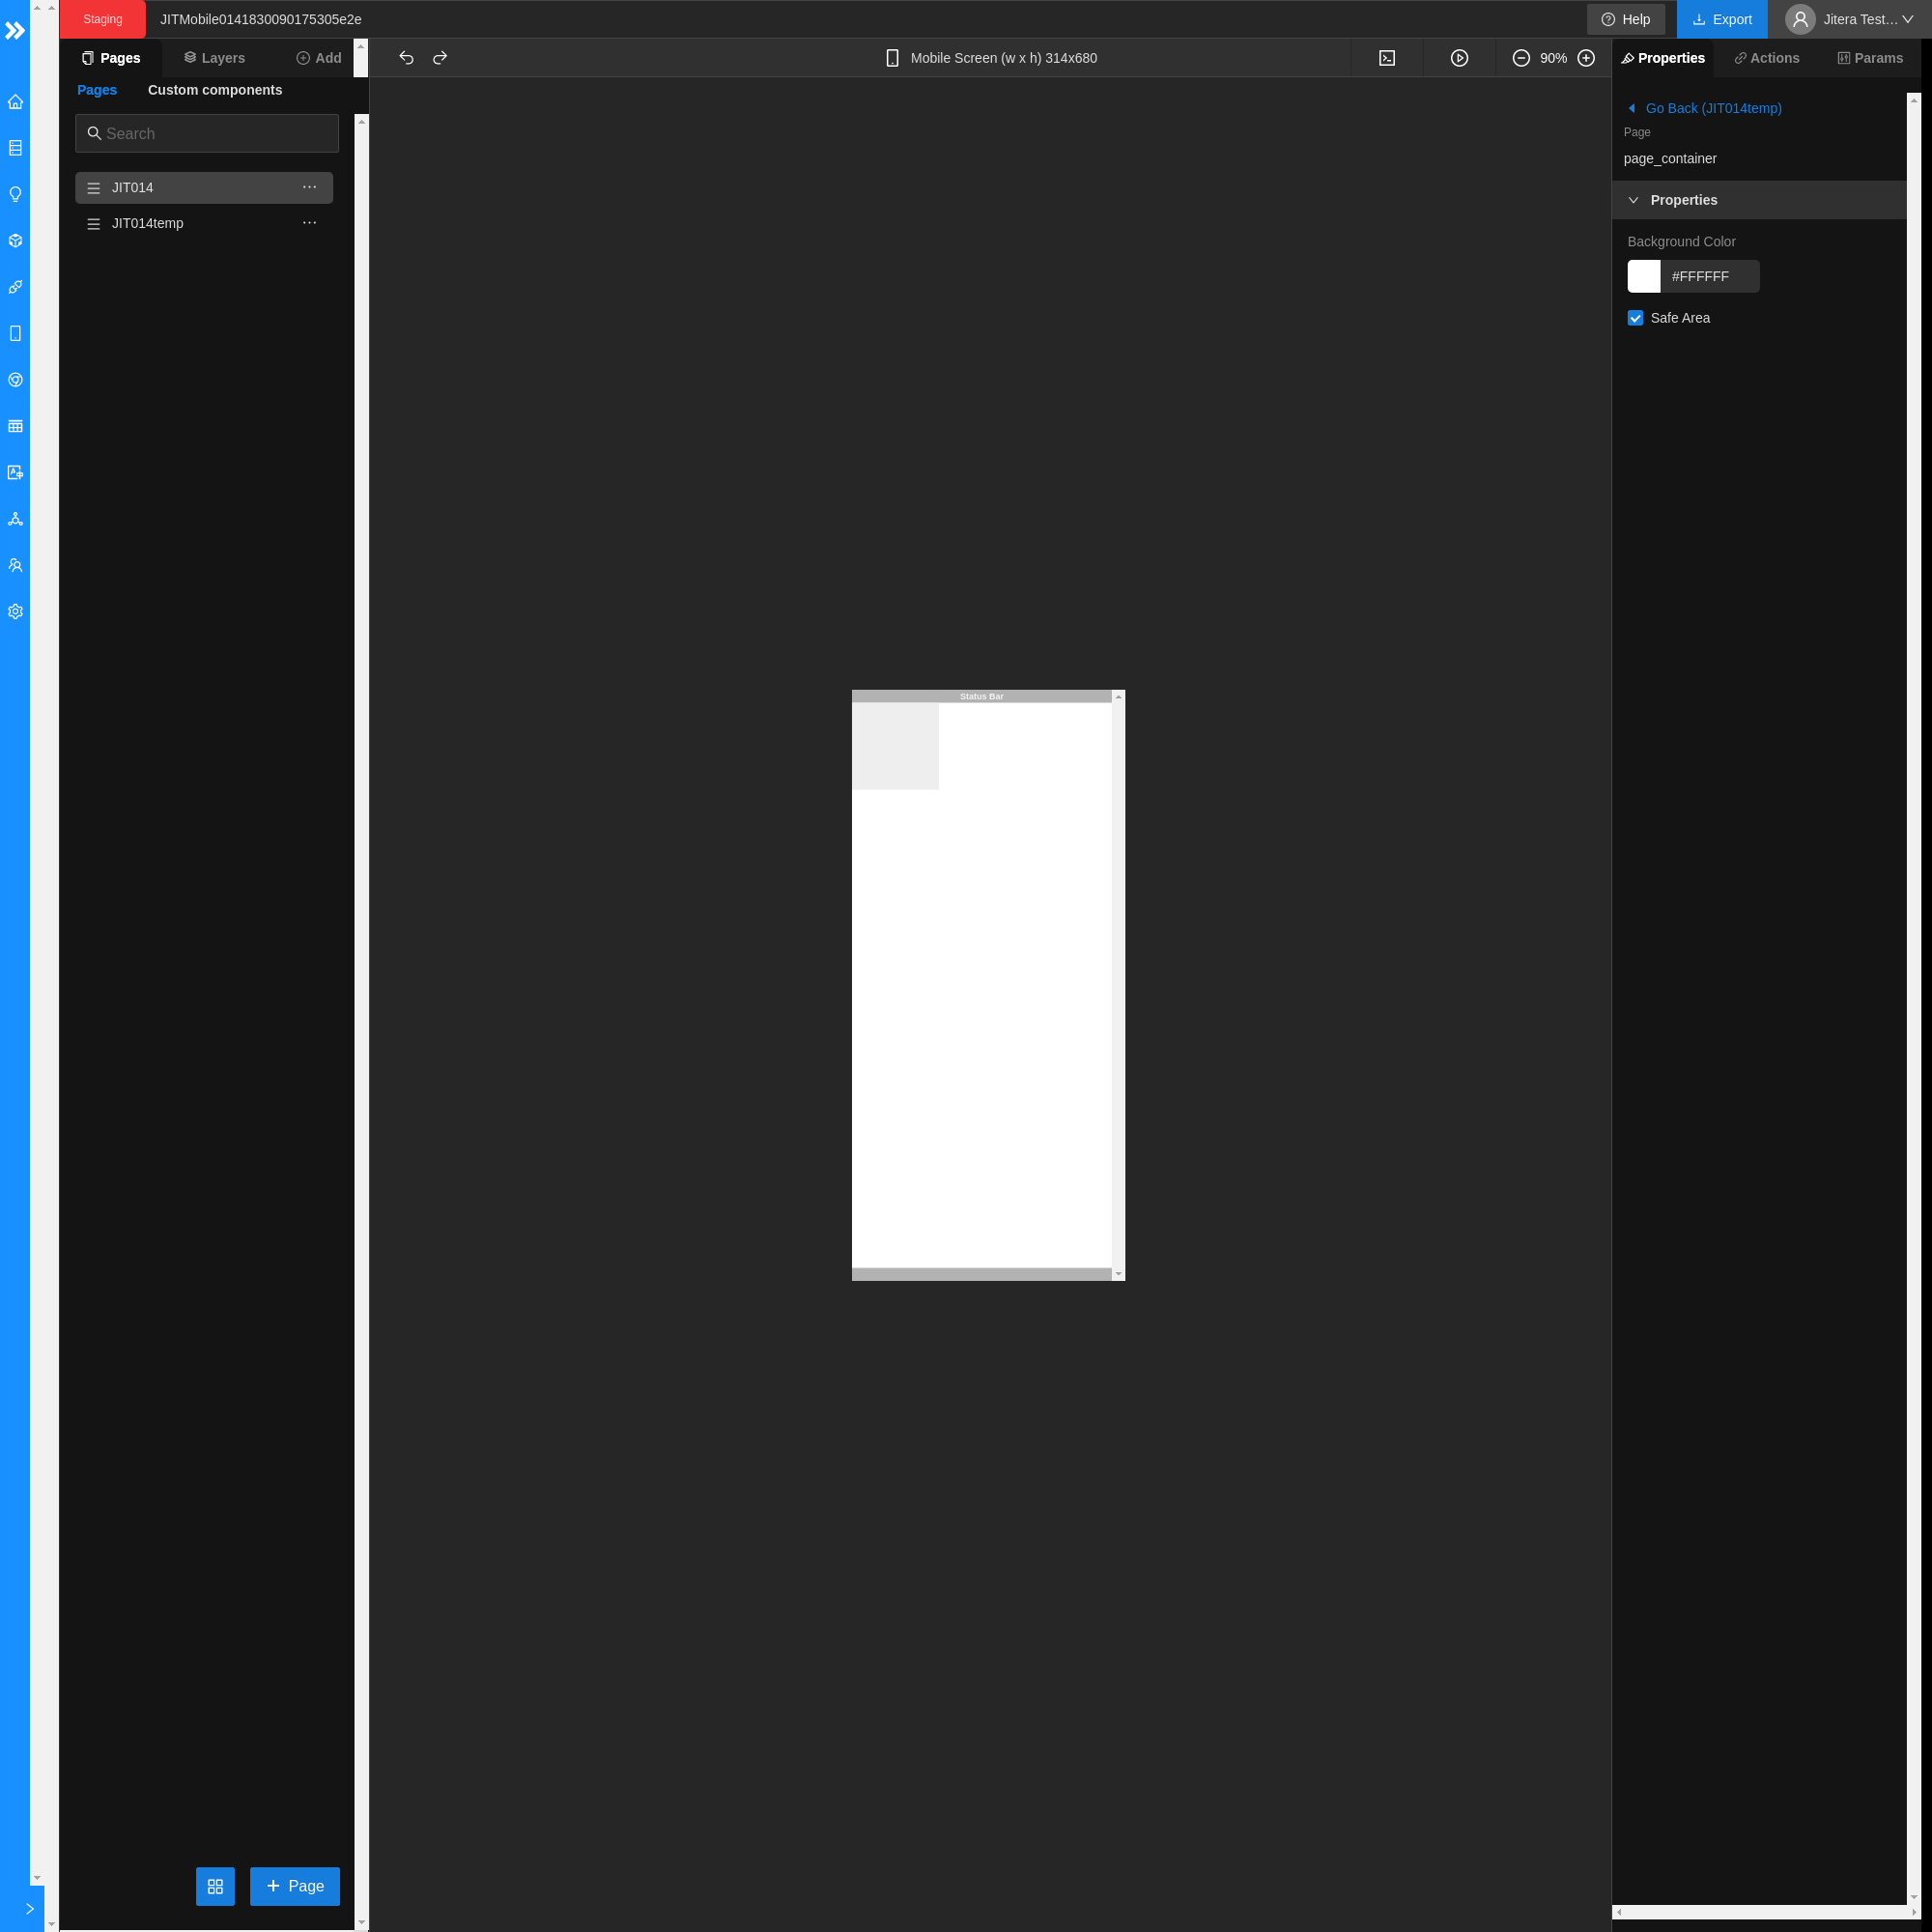 Staging
JITMobile0141830090175305e2e
Help
Export
Jitera Test...
Pages
Layers
Add
Mobile Screen (w x h) 314x680
90%
Properties
Actions
Params
Pages
Custom components
Search
JIT014
JIT014temp
Go Back (JIT014temp)
Page
page_container
Properties
Background Color
#FFFFFF
Safe Area
Status Bar
Page